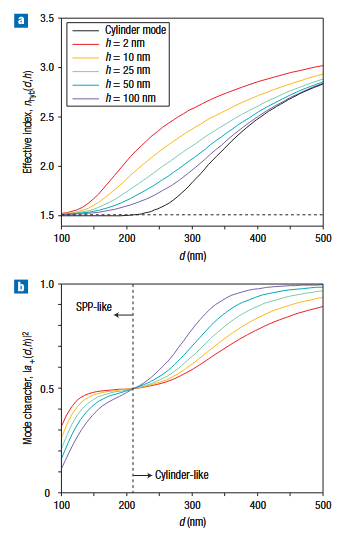 a
3.5
3.0
2.5
2.0
1.5
Effective index, n_hyb(d,h)
Cylinder mode
h = 2 nm
h = 10 nm
h = 25 nm
h = 50 nm
h = 100 nm
100 200 300 400 500
d (nm)
b
1.0
0.5
0
Mode character, |a₊(d,h)|²
SPP-like
Cylinder-like
100 200 300 400 500
d (nm)